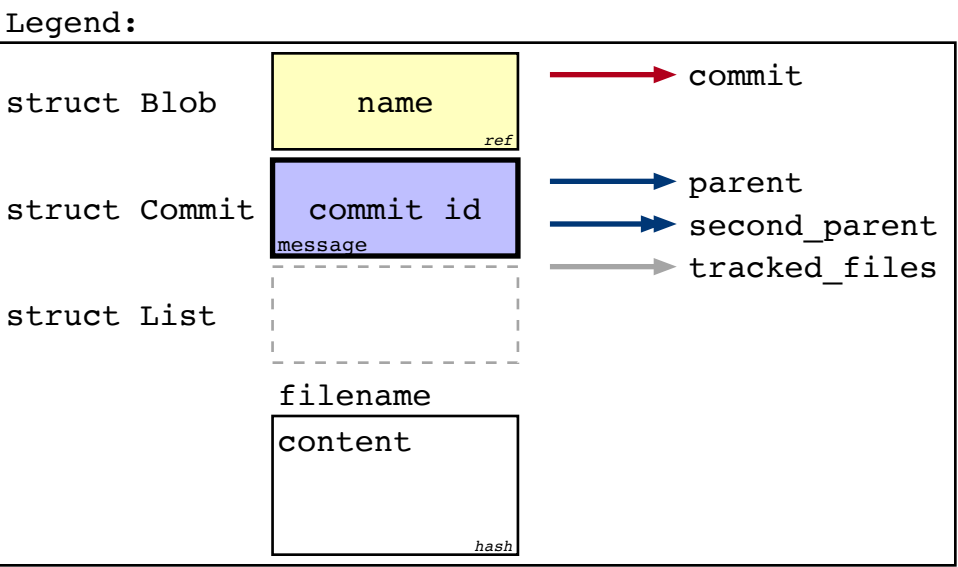 Legend:
struct Blob
name
ref
commit
struct Commit
commit id
message
parent
second_parent
tracked_files
struct List
filename
content
hash